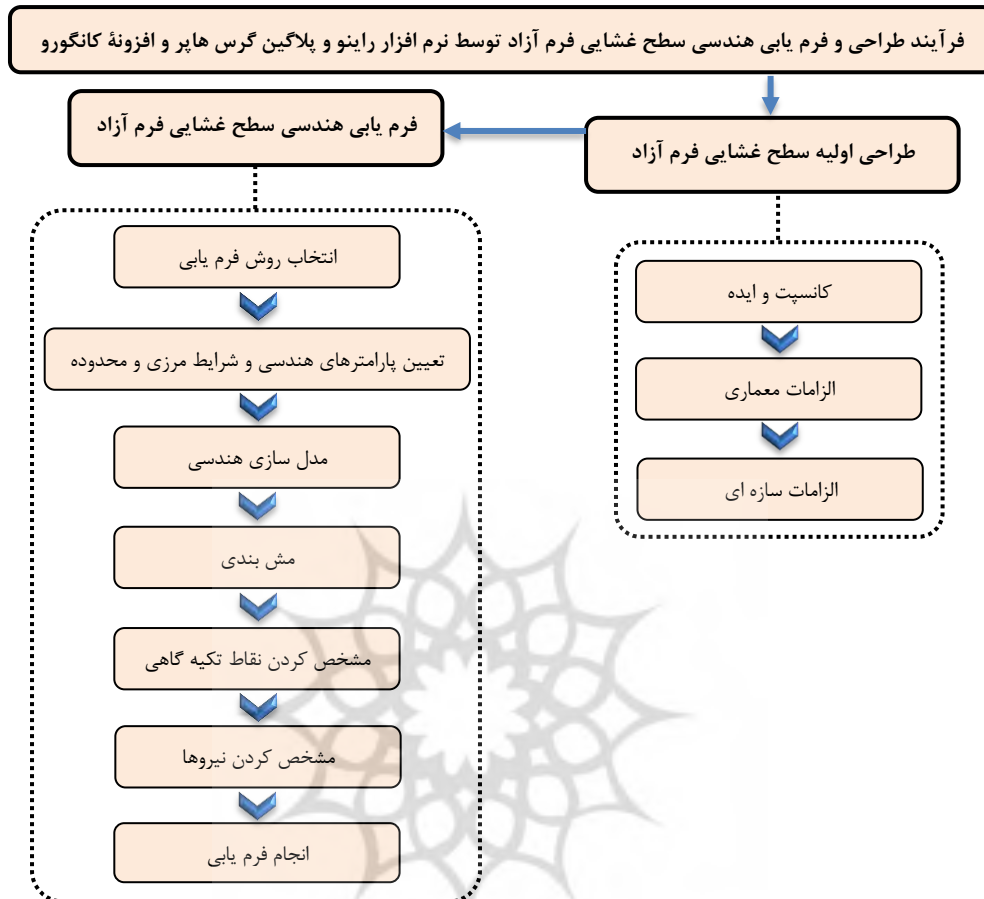 فرآیند طراحی و فرم یابی هندسی سطح غشایی فرم آزاد توسط نرم افزار راینو و پلاگین گرس هاپر و افزونهٔ کانگورو
طراحی اولیه سطح غشایی فرم آزاد
کانسپت و ایده
الزامات معماری
الزامات سازه ای
فرم یابی هندسی سطح غشایی فرم آزاد
انتخاب روش فرم یابی
تعیین پارامترهای هندسی و شرایط مرزی و محدوده
مدل سازی هندسی
مش بندی
مشخص کردن نقاط تکیه گاهی
مشخص کردن نیروها
انجام فرم یابی